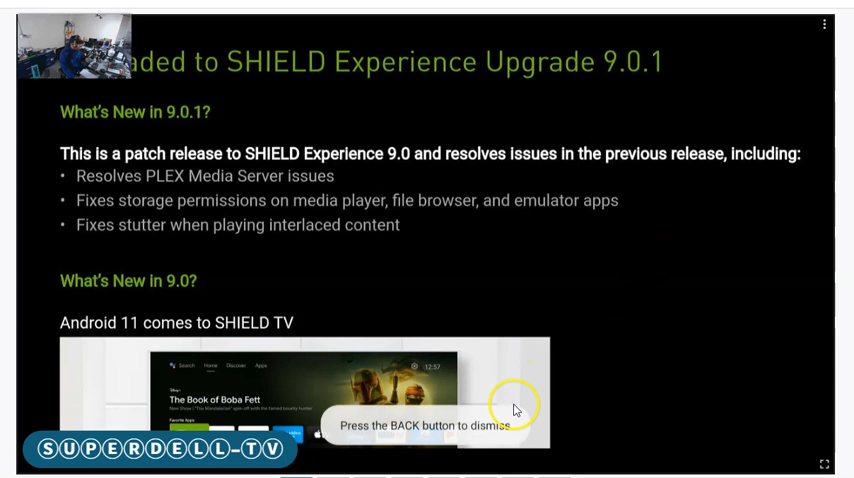 aded to SHIELD Experience Upgrade 9.0.1
What's New in 9.0.1?
This is a patch release to SHIELD Experience 9.0 and resolves issues in the previous release, including:
• Resolves PLEX Media Server issues
• Fixes storage permissions on media player, file browser, and emulator apps
• Fixes stutter when playing interlaced content
What's New in 9.0?
Android 11 comes to SHIELD TV
Search Home Discover Apps 12:57
The Book of Boba Fett
Favorite Apps
Press the BACK button to dismiss
SUPERDELL-TV